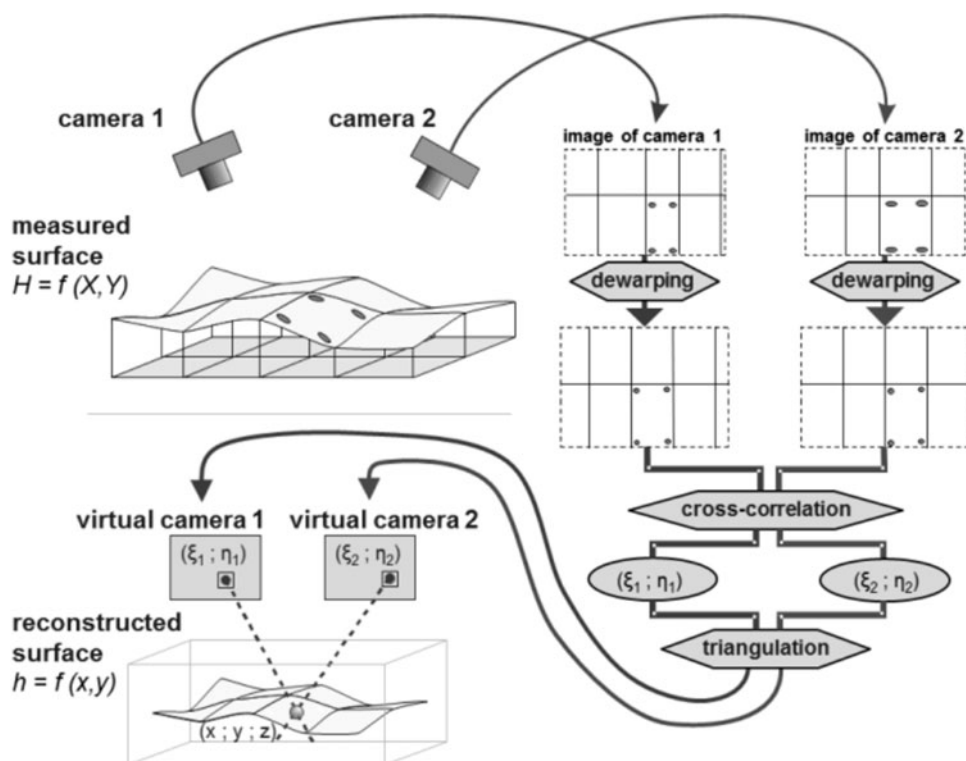 camera 1
camera 2
image of camera 1
image of camera 2
measured
surface
H = f (X,Y)
dewarping
dewarping
cross-correlation
virtual camera 1
virtual camera 2
(ξ₁ ; η₁)
(ξ₂ ; η₂)
(ξ₁ ; η₁)
(ξ₂ ; η₂)
reconstructed
surface
h = f (x,y)
triangulation
(x ; y ; z)